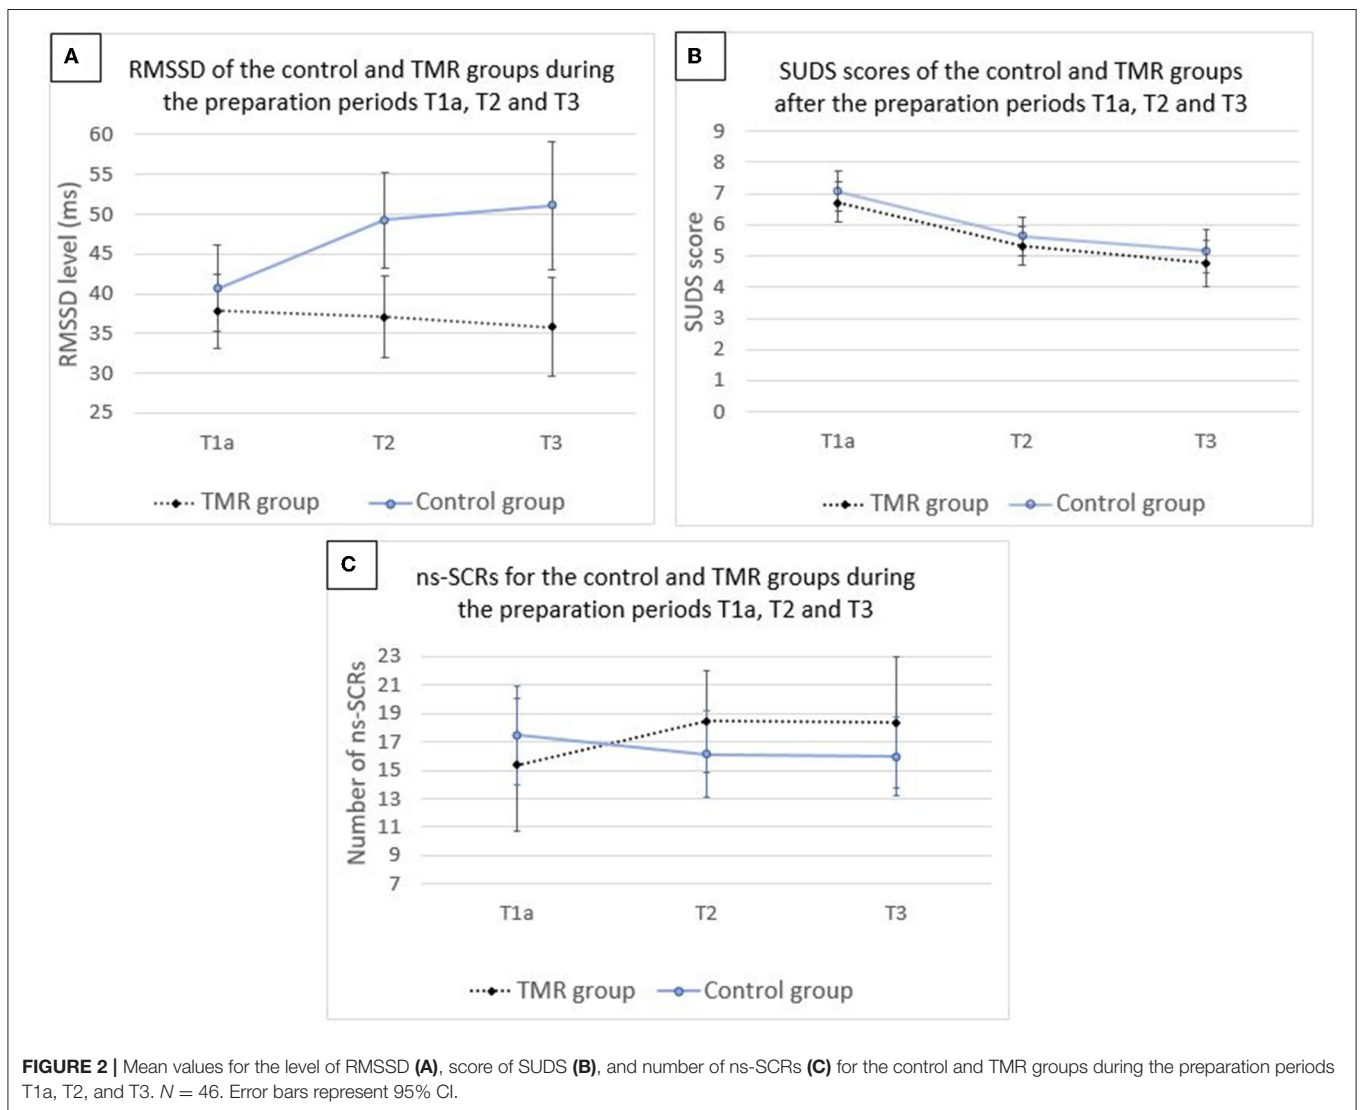 A
RMSSD of the control and TMR groups during
the preparation periods T1a, T2 and T3
RMSSD level (ms)
60
55
50
45
40
35
30
25
T1a
T2
T3
TMR group
Control group
B
SUDS scores of the control and TMR groups
after the preparation periods T1a, T2 and T3
SUDS score
9
8
7
6
5
4
3
2
1
0
T1a
T2
T3
TMR group
Control group
C
ns-SCRs for the control and TMR groups during
the preparation periods T1a, T2 and T3
Number of ns-SCRs
23
21
19
17
15
13
11
9
7
T1a
T2
T3
TMR group
Control group
FIGURE 2 | Mean values for the level of RMSSD (A), score of SUDS (B), and number of ns-SCRs (C) for the control and TMR groups during the preparation periods
T1a, T2, and T3. N = 46. Error bars represent 95% CI.